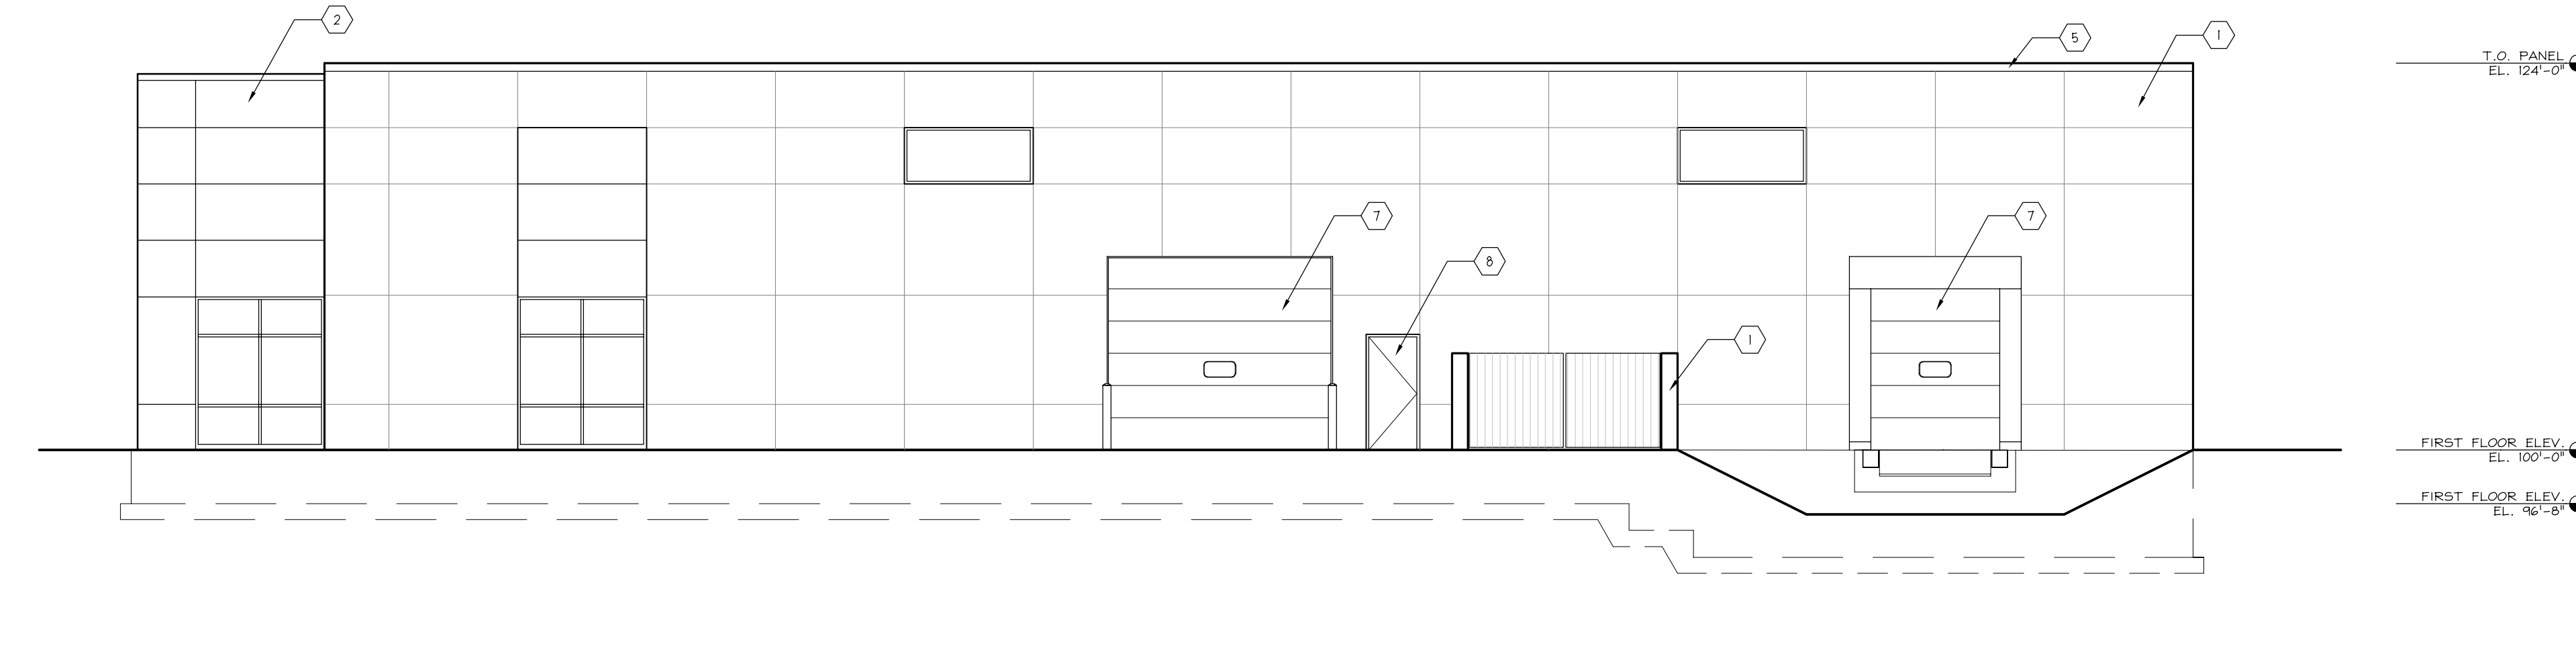 2
5
1
T.O. PANEL
EL. 124'-0"
7
7
8
1
FIRST FLOOR ELEV.
EL. 100'-0"
FIRST FLOOR ELEV.
EL. 96'-8"